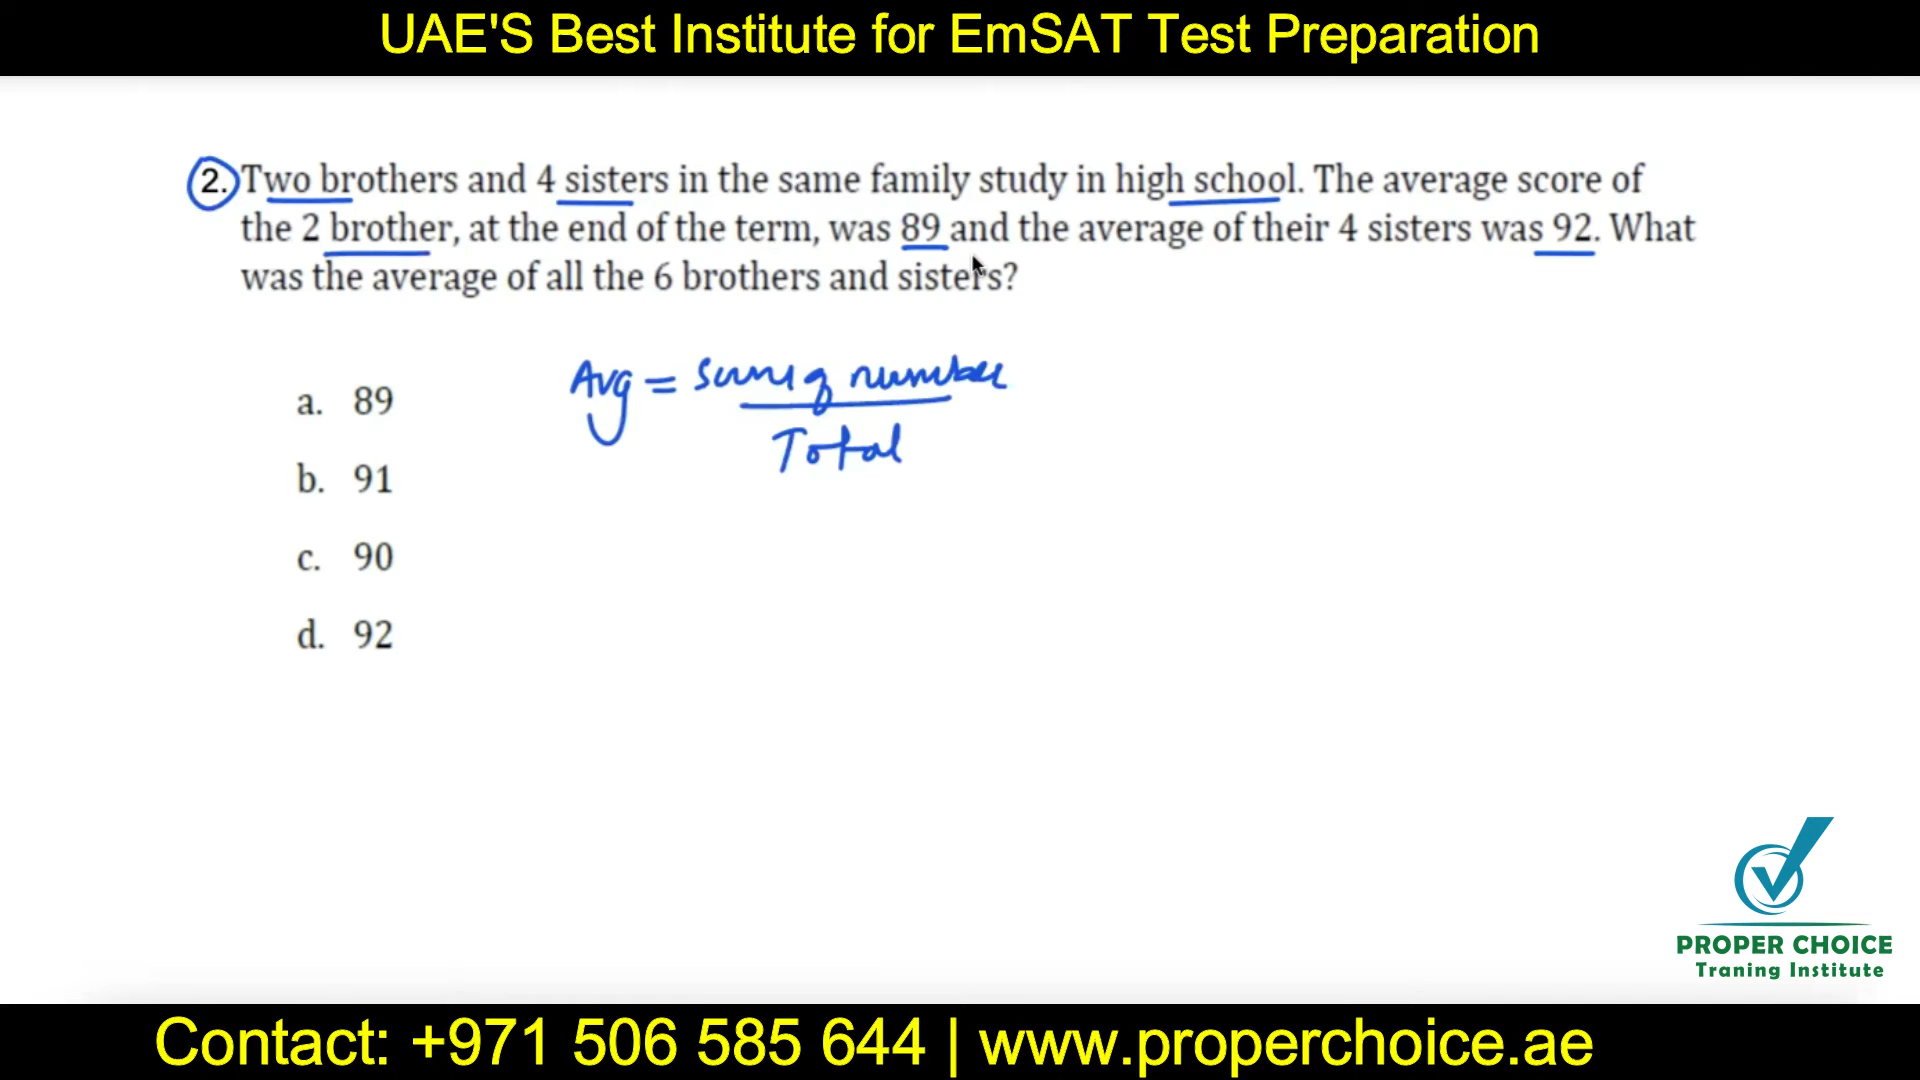 UAE'S Best Institute for EmSAT Test Preparation
2. Two brothers and 4 sisters in the same family study in high school. The average score of
the 2 brother, at the end of the term, was 89 and the average of their 4 sisters was 92. What
was the average of all the 6 brothers and sisters?
Avg = sum of number
Total
a. 89
b. 91
c. 90
d. 92
PROPER CHOICE
Traning Institute
Contact: +971 506 585 644 | www.properchoice.ae